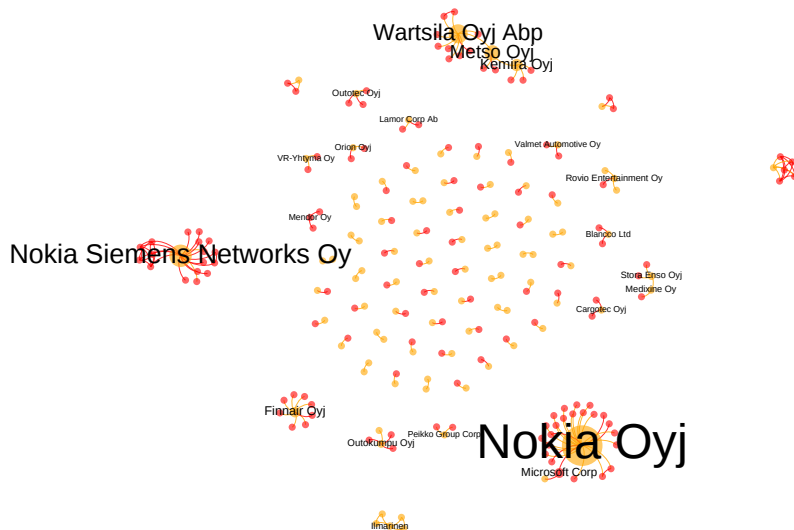 Wartsila Oyj Abp
Metso Oyj
Kemira Oyj
Outotec Oyj
Lamor Corp Ab
Orion Oyj
Valmet Automotive Oy
VR-Yhtyma Oy
Rovio Entertainment Oy
Mendor Oy
Blancco Ltd
Nokia Siemens Networks Oy
Stora Enso Oyj
Medixine Oy
Cargotec Oyj
Finnair Oyj
Peikko Group Corp
Outokumpu Oyj
Nokia Oyj
Microsoft Corp
Ilmarinen